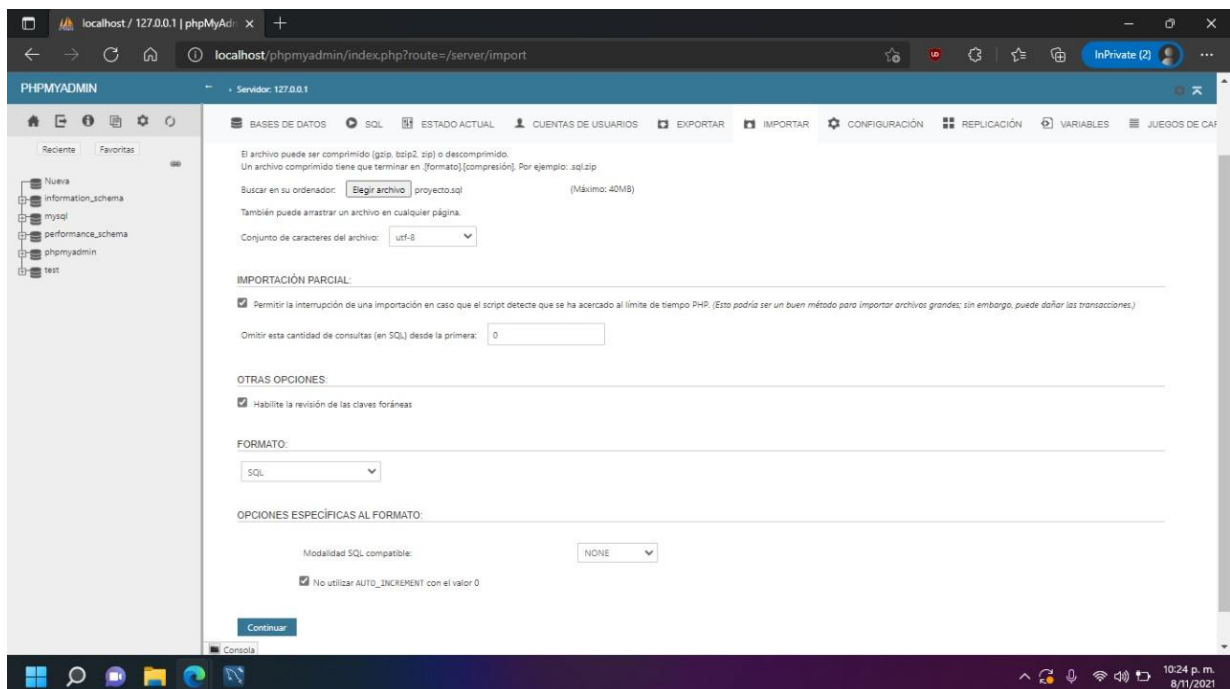 localhost / 127.0.0.1 | phpMyAdr
localhost/phpmyadmin/index.php?route=/server/import
InPrivate (2)
PHPMYADMIN
Servidor: 127.0.0.1
BASES DE DATOS SQL ESTADO ACTUAL CUENTAS DE USUARIOS EXPORTAR IMPORTAR CONFIGURACIÓN REPLICACIÓN VARIABLES JUEGOS DE CAR
Reciente Favoritas
Nueva
information_schema
mysql
performance_schema
phpmyadmin
test
El archivo puede ser comprimido (gzip, bzip2, zip) o descomprimido.
Un archivo comprimido tiene que terminar en .[formato].[compresión]. Por ejemplo: .sql.zip
Buscar en su ordenador: Elegir archivo proyecto.sql (Máximo: 40MB)
También puede arrastrar un archivo en cualquier página.
Conjunto de caracteres del archivo: utf-8
IMPORTACIÓN PARCIAL:
Permitir la interrupción de una importación en caso que el script detecte que se ha acercado al límite de tiempo PHP. (Esto podría ser un buen método para importar archivos grandes; sin embargo, puede dañar las transacciones.)
Omitir esta cantidad de consultas (en SQL) desde la primera: 0
OTRAS OPCIONES:
Habilite la revisión de las claves foráneas
FORMATO:
SQL
OPCIONES ESPECÍFICAS AL FORMATO:
Modalidad SQL compatible: NONE
No utilizar AUTO_INCREMENT con el valor 0
Continuar
Consola
10:24 p. m.
8/11/2021